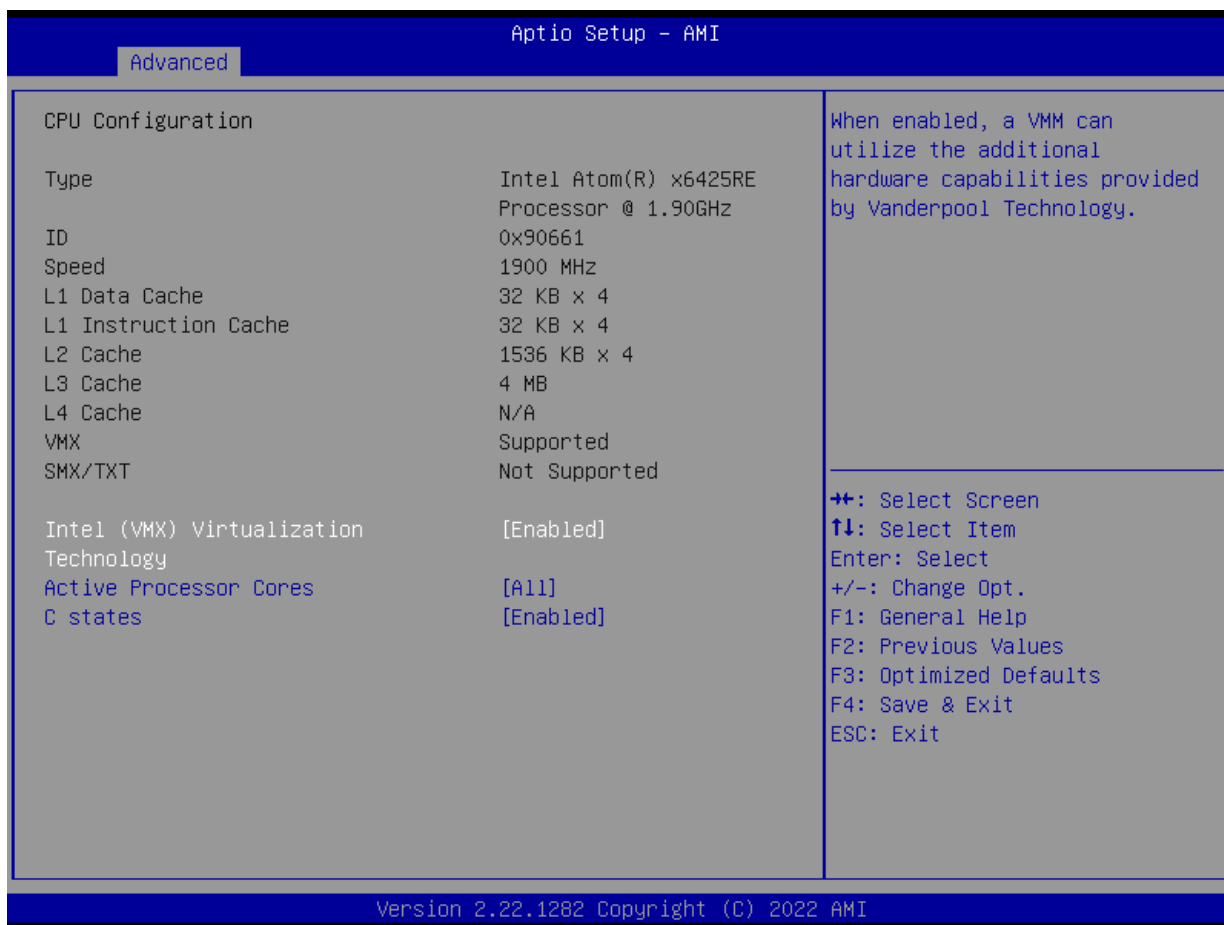 Aptio Setup – AMI
Advanced
CPU Configuration
Type Intel Atom(R) x6425RE
Processor @ 1.90GHz
ID 0x90661
Speed 1900 MHz
L1 Data Cache 32 KB x 4
L1 Instruction Cache 32 KB x 4
L2 Cache 1536 KB x 4
L3 Cache 4 MB
L4 Cache N/A
VMX Supported
SMX/TXT Not Supported
Intel (VMX) Virtualization [Enabled]
Technology
Active Processor Cores [All]
C states [Enabled]
When enabled, a VMM can
utilize the additional
hardware capabilities provided
by Vanderpool Technology.
→←: Select Screen
↑↓: Select Item
Enter: Select
+/-: Change Opt.
F1: General Help
F2: Previous Values
F3: Optimized Defaults
F4: Save & Exit
ESC: Exit
Version 2.22.1282 Copyright (C) 2022 AMI